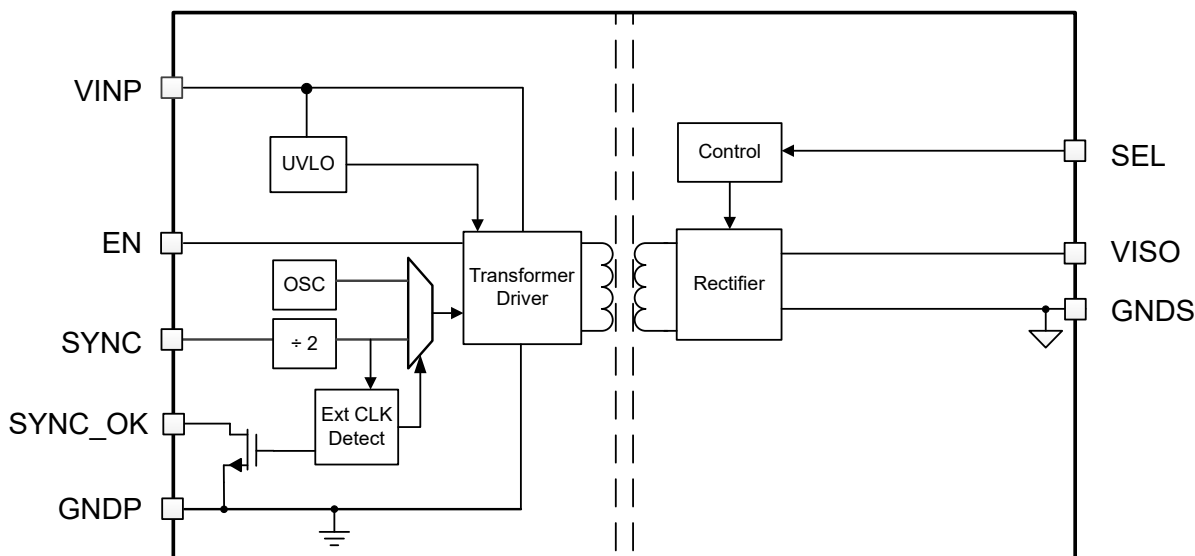 VINP
UVLO
Control
SEL
EN
Transformer
Driver
Rectifier
VISO
OSC
GNDS
SYNC
÷ 2
SYNC_OK
Ext CLK
Detect
GNDP